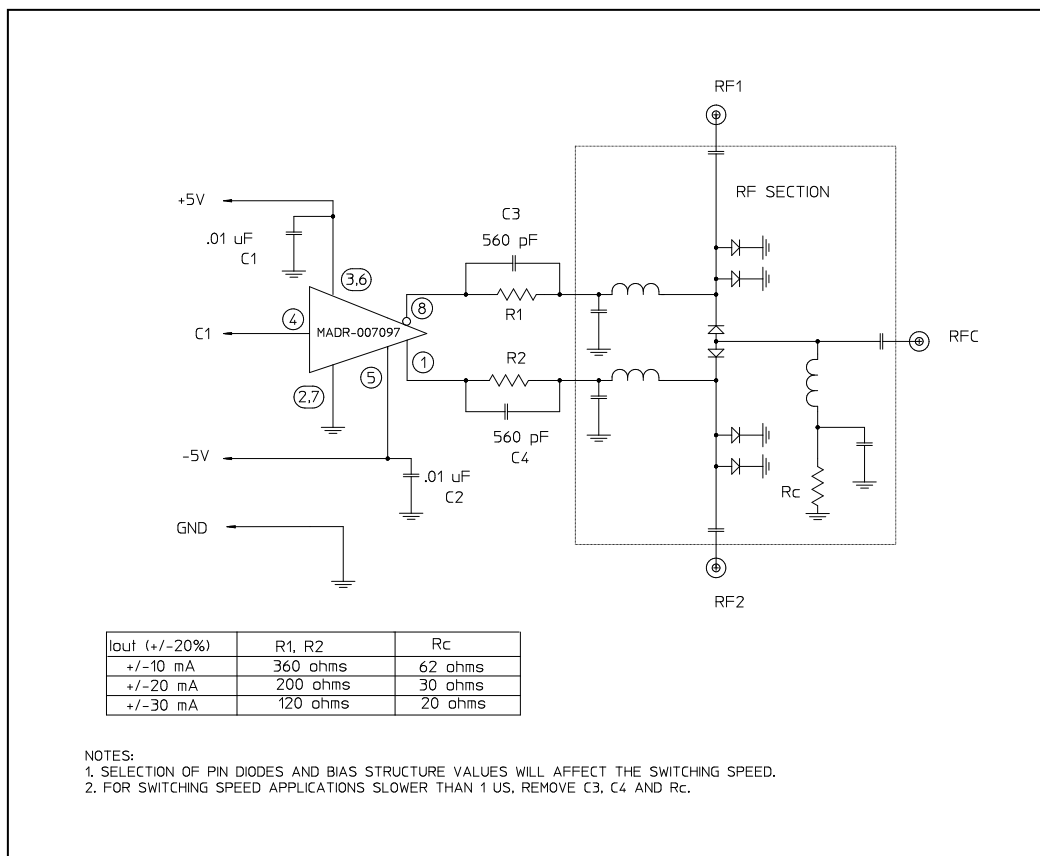 RF1
RF SECTION
+5V
C3
560 pF
.01 uF
C1
3,6
8
R1
4
C1
MADR-007097
RFC
1
R2
5
2,7
560 pF
C4
-5V
.01 uF
C2
Rc
GND
RF2
Iout (+/-20%) R1, R2 Rc
+/-10 mA 360 ohms 62 ohms
+/-20 mA 200 ohms 30 ohms
+/-30 mA 120 ohms 20 ohms
NOTES:
1. SELECTION OF PIN DIODES AND BIAS STRUCTURE VALUES WILL AFFECT THE SWITCHING SPEED.
2. FOR SWITCHING SPEED APPLICATIONS SLOWER THAN 1 US, REMOVE C3, C4 AND Rc.